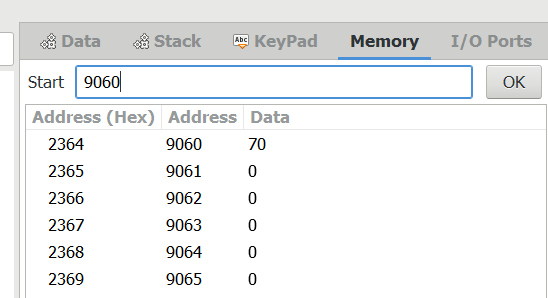 Data Stack Abc KeyPad Memory I/O Ports
Start 9060 OK
Address (Hex) Address Data
2364 9060 70
2365 9061 0
2366 9062 0
2367 9063 0
2368 9064 0
2369 9065 0